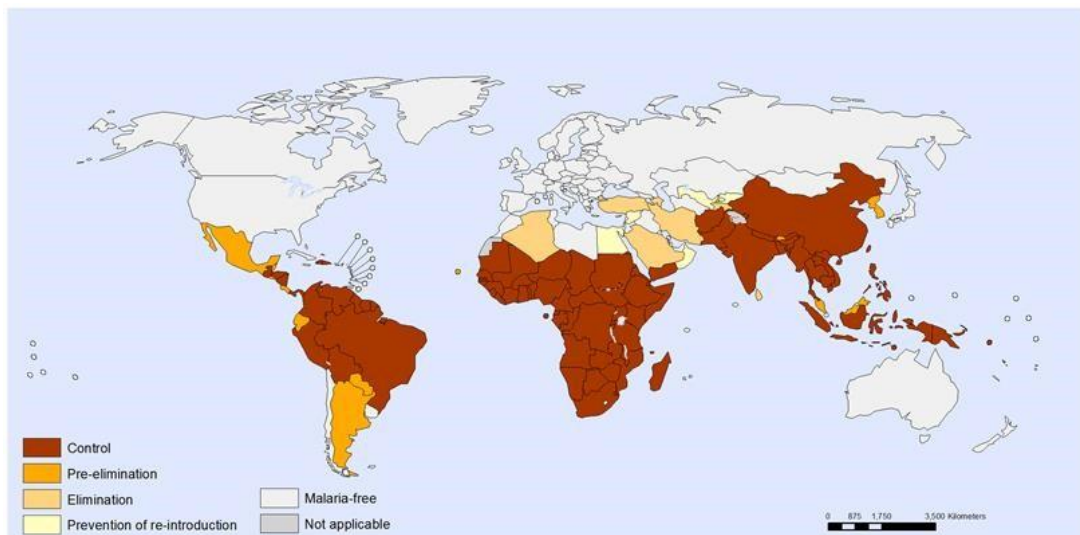 Control
Pre-elimination
Elimination
Prevention of re-introduction
Malaria-free
Not applicable
0 875 1,750 3,500 Kilometers